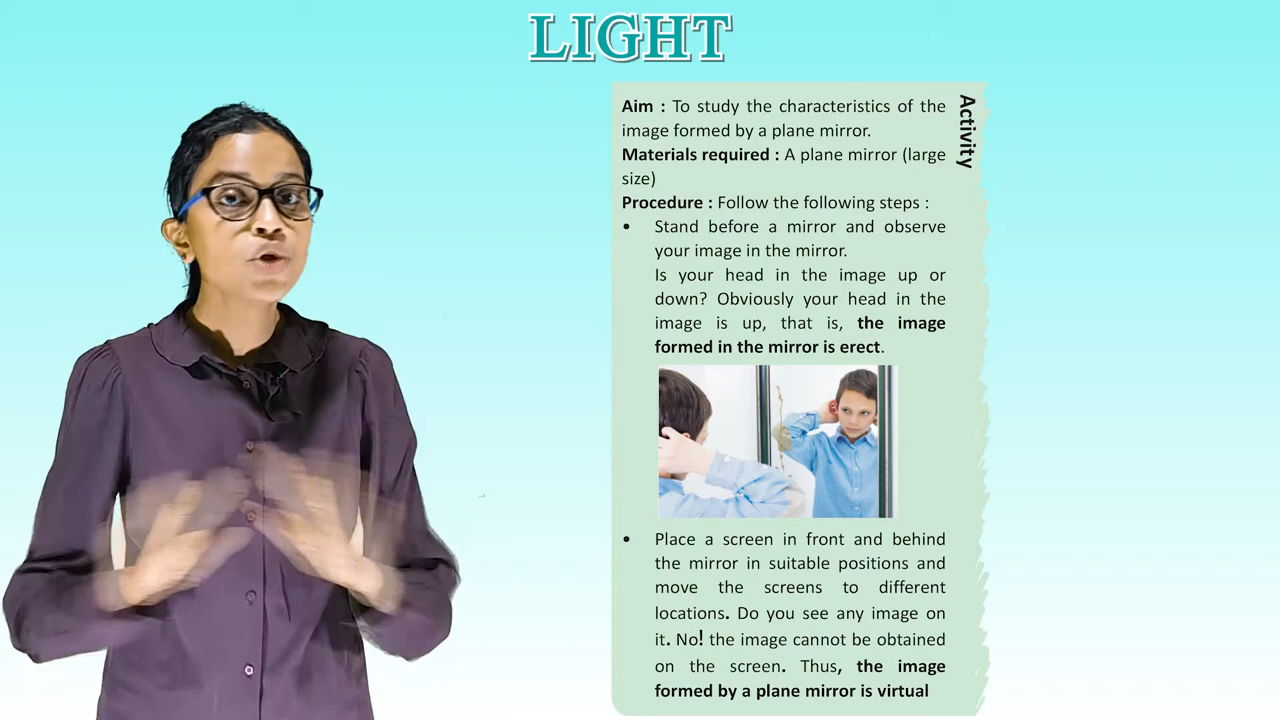 LIGHT
Activity
Aim : To study the characteristics of the
image formed by a plane mirror.
Materials required : A plane mirror (large
size)
Procedure : Follow the following steps :
• Stand before a mirror and observe
your image in the mirror.
Is your head in the image up or
down? Obviously your head in the
image is up, that is, the image
formed in the mirror is erect.
• Place a screen in front and behind
the mirror in suitable positions and
move the screens to different
locations. Do you see any image on
it. No! the image cannot be obtained
on the screen. Thus, the image
formed by a plane mirror is virtual